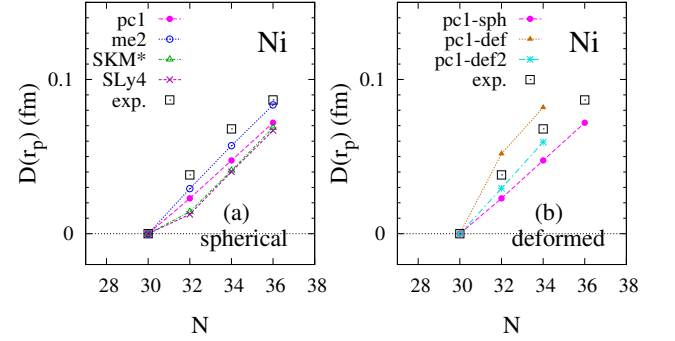 pc1
me2
SKM*
SLy4
exp.
Ni
0.1
0
D(r_p) (fm)
(a)
spherical
28 30 32 34 36 38
N
pc1-sph
pc1-def
pc1-def2
exp.
Ni
0.1
0
D(r_p) (fm)
(b)
deformed
28 30 32 34 36 38
N